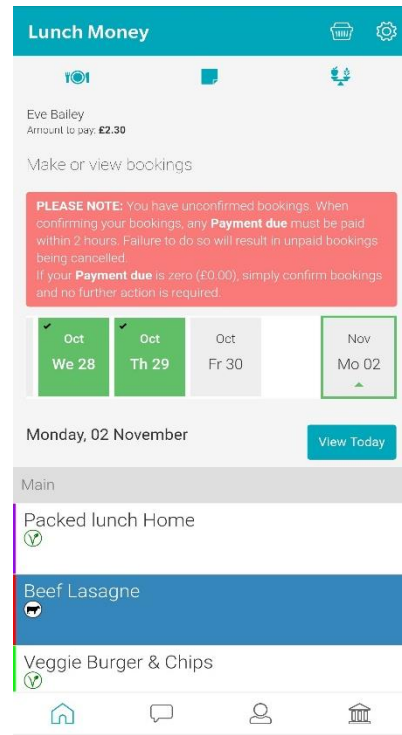 Lunch Money
Eve Bailey
Amount to pay: £2.30
Make or view bookings
PLEASE NOTE: You have unconfirmed bookings. When
confirming your bookings, any Payment due must be paid
within 2 hours. Failure to do so will result in unpaid bookings
being cancelled.
If your Payment due is zero (£0.00), simply confirm bookings
and no further action is required.
Oct Oct Oct Nov
We 28 Th 29 Fr 30 Mo 02
Monday, 02 November
View Today
Main
Packed lunch Home
V
Beef Lasagne
Veggie Burger & Chips
V